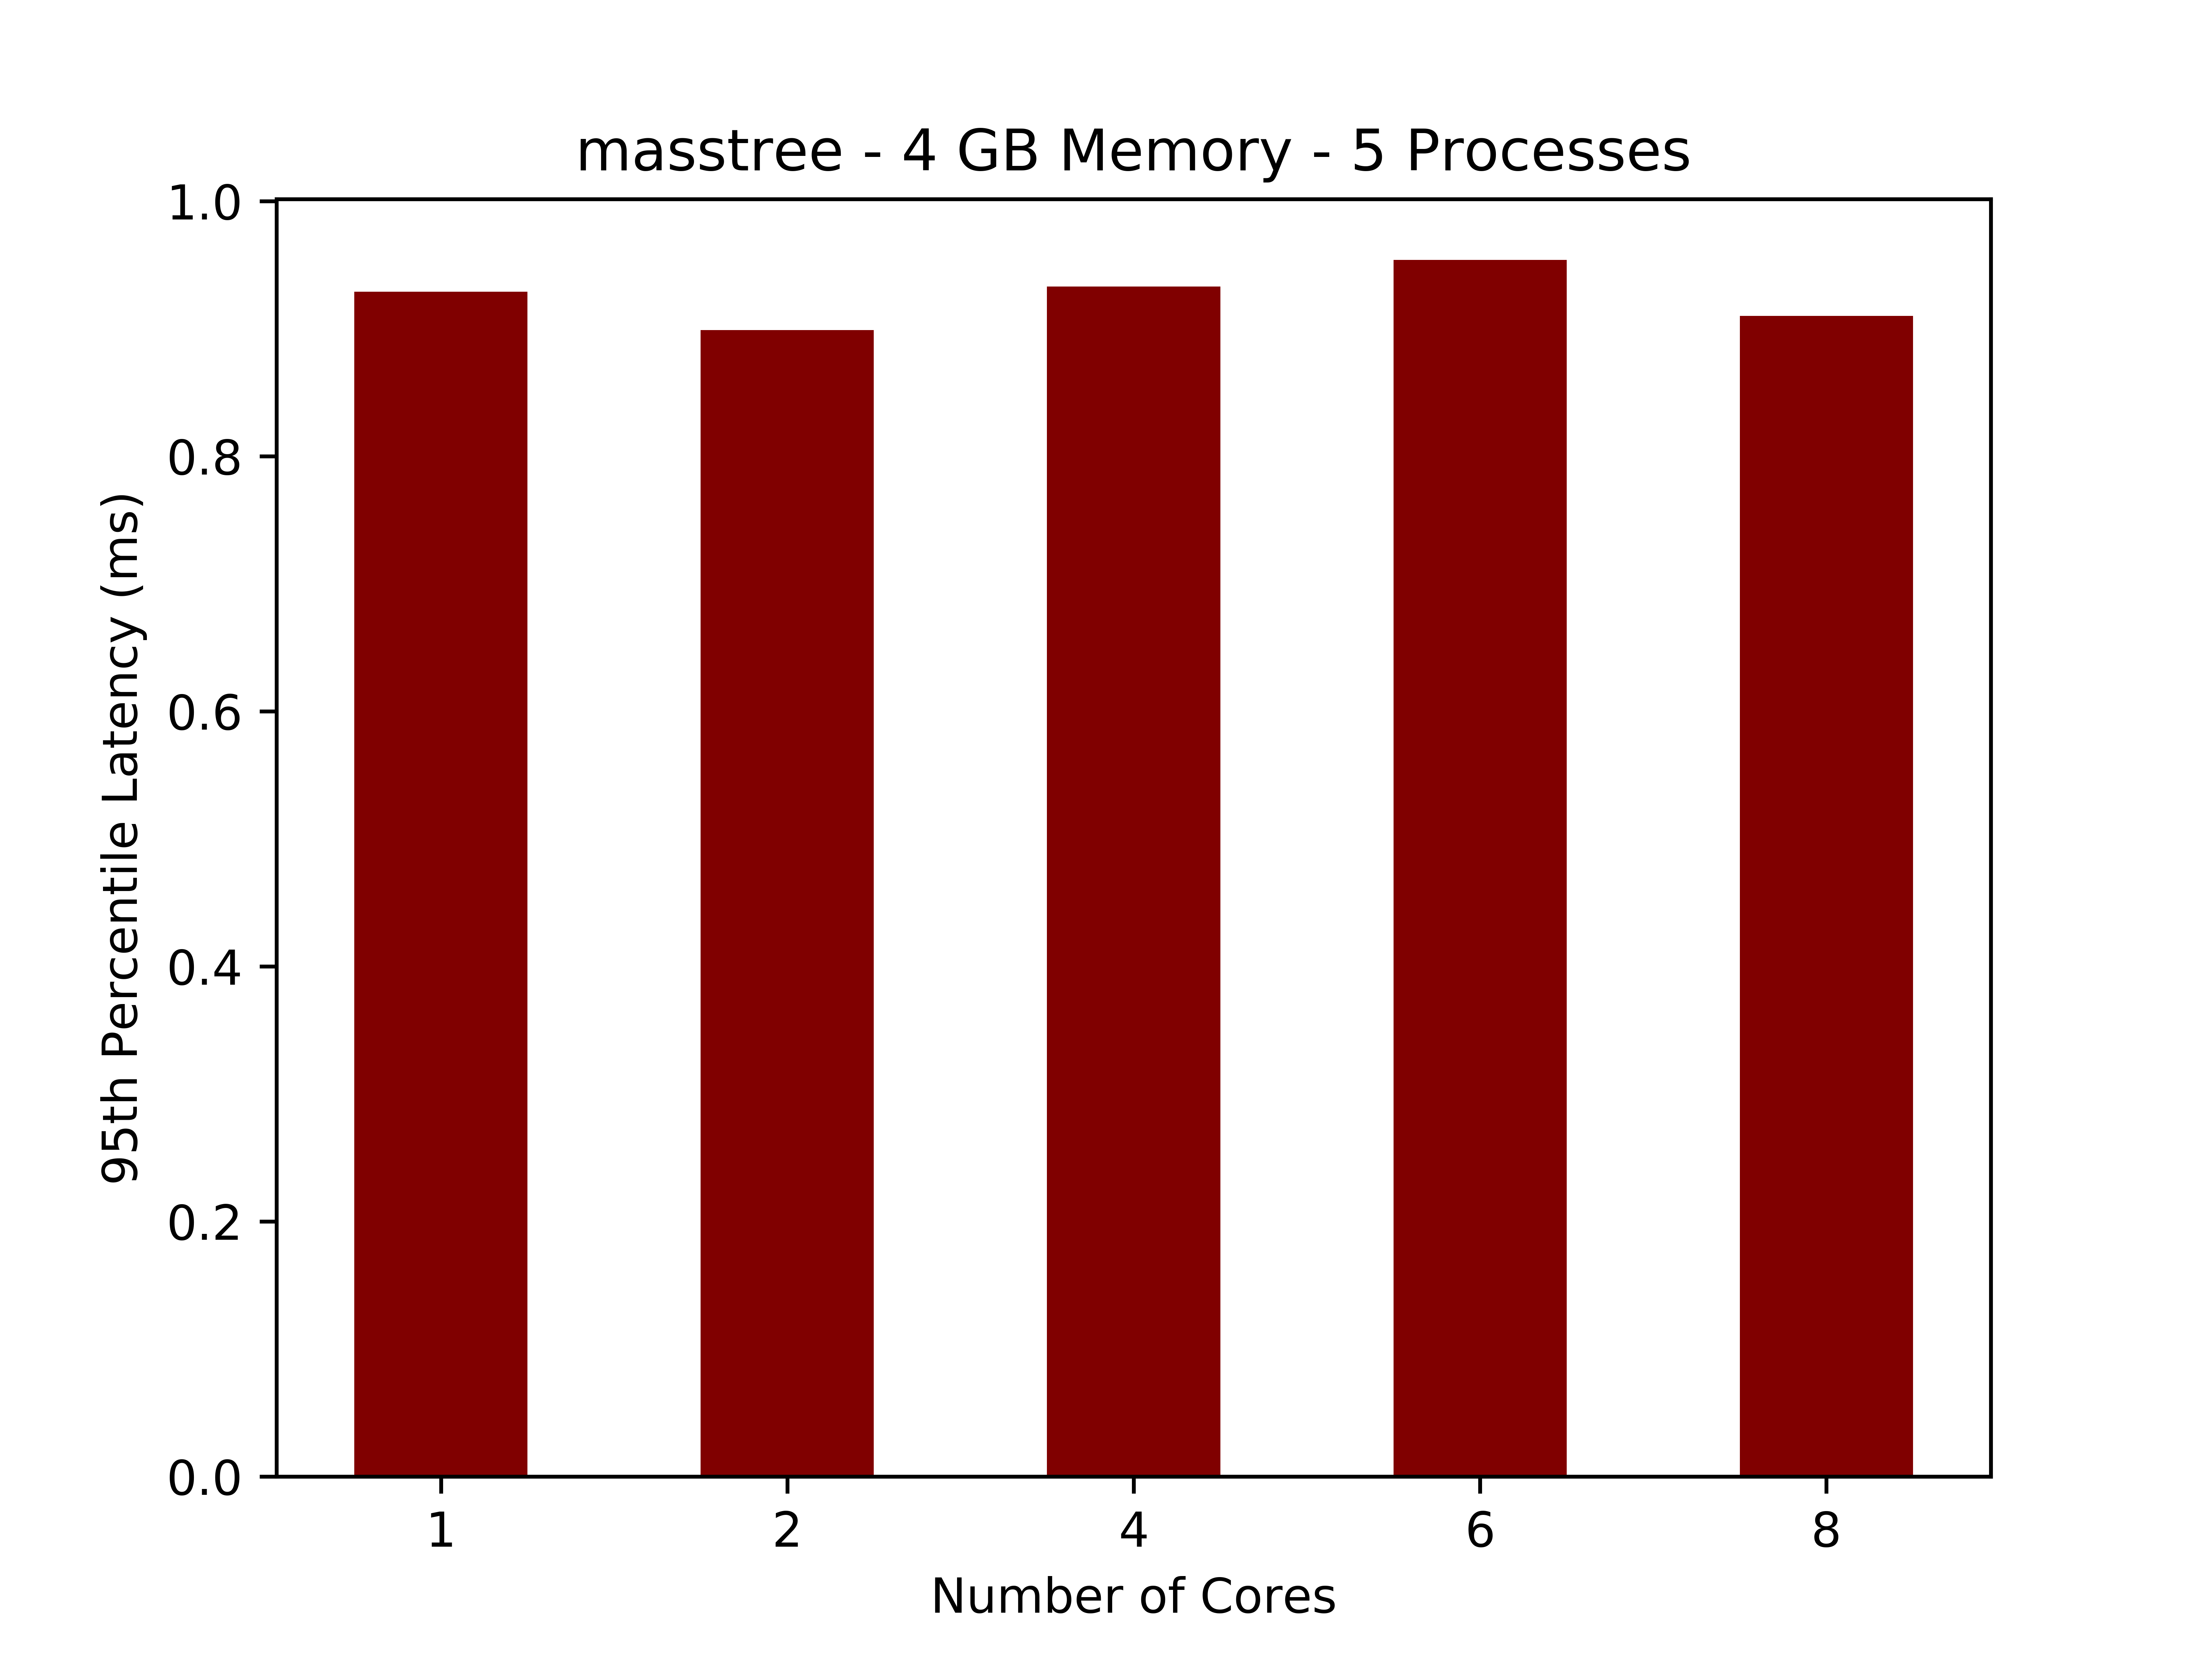 masstree - 4 GB Memory - 5 Processes
1.0
0.8
0.6
0.4
0.2
0.0
95th Percentile Latency (ms)
1 2 4 6 8
Number of Cores